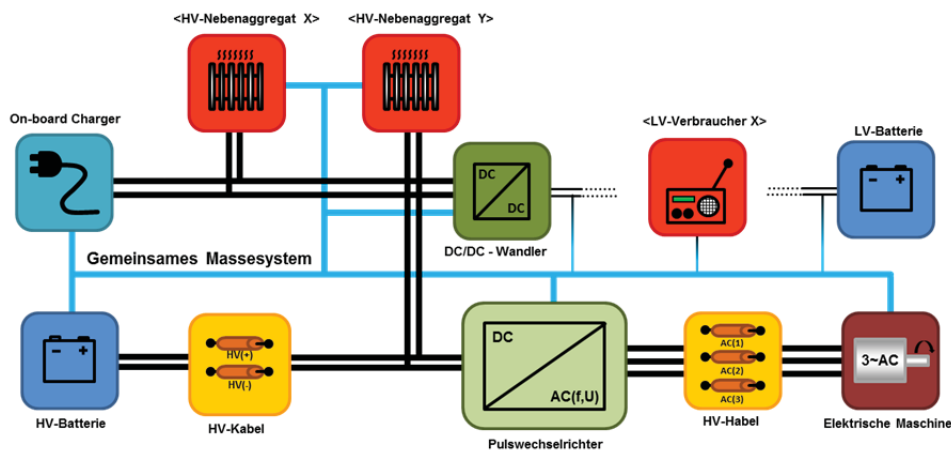 <HV-Nebenaggregat X>
<HV-Nebenaggregat Y>
On-board Charger
<LV-Verbraucher X>
LV-Batterie
DC
DC
DC/DC - Wandler
Gemeinsames Massesystem
HV(+)
HV(-)
DC
AC(f,U)
AC(1)
AC(2)
AC(3)
3~AC
HV-Batterie
HV-Kabel
Pulswechselrichter
HV-Habel
Elektrische Maschine